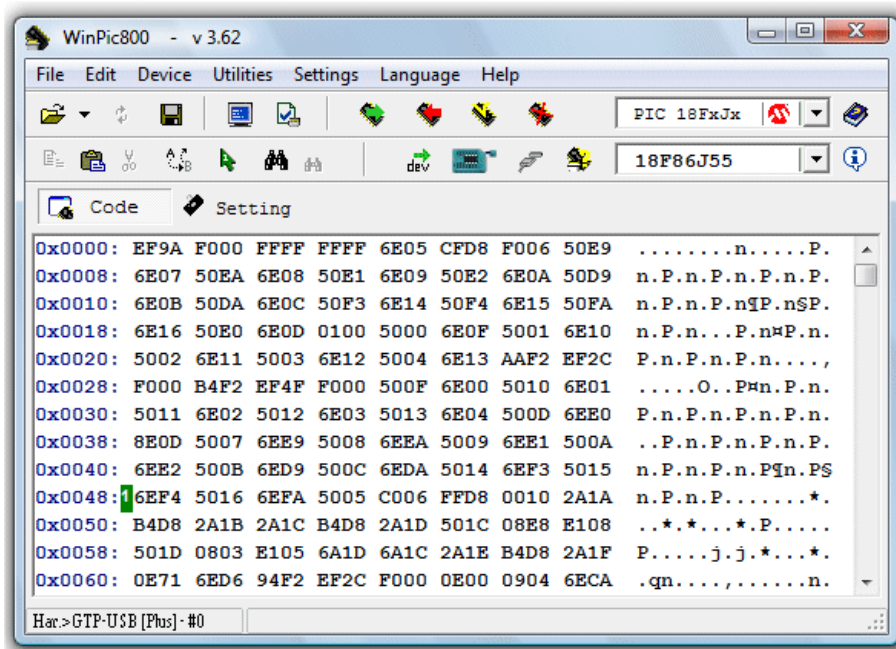 WinPic800 - v 3.62
File Edit Device Utilities Settings Language Help
PIC 18FxJx
dev 18F86J55
Code Setting
0x0000: EF9A F000 FFFF FFFF 6E05 CFD8 F006 50E9 ........n.....P.
0x0008: 6E07 50EA 6E08 50E1 6E09 50E2 6E0A 50D9 n.P.n.P.n.P.n.P.
0x0010: 6E0B 50DA 6E0C 50F3 6E14 50F4 6E15 50FA n.P.n.P.n¶P.n§P.
0x0018: 6E16 50E0 6E0D 0100 5000 6E0F 5001 6E10 n.P.n...P.n¤P.n.
0x0020: 5002 6E11 5003 6E12 5004 6E13 AAF2 EF2C P.n.P.n.P.n....,
0x0028: F000 B4F2 EF4F F000 500F 6E00 5010 6E01 .....O..P¤n.P.n.
0x0030: 5011 6E02 5012 6E03 5013 6E04 500D 6EE0 P.n.P.n.P.n.P.n.
0x0038: 8E0D 5007 6EE9 5008 6EEA 5009 6EE1 500A ..P.n.P.n.P.n.P.
0x0040: 6EE2 500B 6ED9 500C 6EDA 5014 6EF3 5015 n.P.n.P.n.P¶n.P§
0x0048: 1 6EF4 5016 6EFA 5005 C006 FFD8 0010 2A1A n.P.n.P.......*.
0x0050: B4D8 2A1B 2A1C B4D8 2A1D 501C 08E8 E108 ..*.*...*.P.....
0x0058: 501D 0803 E105 6A1D 6A1C 2A1E B4D8 2A1F P.....j.j.*...*.
0x0060: 0E71 6ED6 94F2 EF2C F000 0E00 0904 6ECA .qn....,......n.
Har.>GTP-USB [Plus] - #0